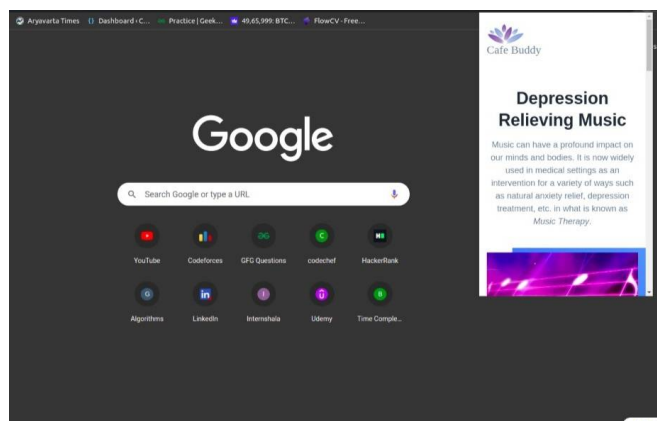 Aryavarta Times
Dashboard ‹ C...
Practice | Geek...
49,65,999: BTC...
FlowCV - Free...
Google
Search Google or type a URL
YouTube
Codeforces
GFG Questions
codechef
HackerRank
Algorithms
LinkedIn
Internshala
Udemy
Time Comple...
Cafe Buddy
Depression
Relieving Music
Music can have a profound impact on
our minds and bodies. It is now widely
used in medical settings as an
intervention for a variety of ways such
as natural anxiety relief, depression
treatment, etc. in what is known as
Music Therapy.